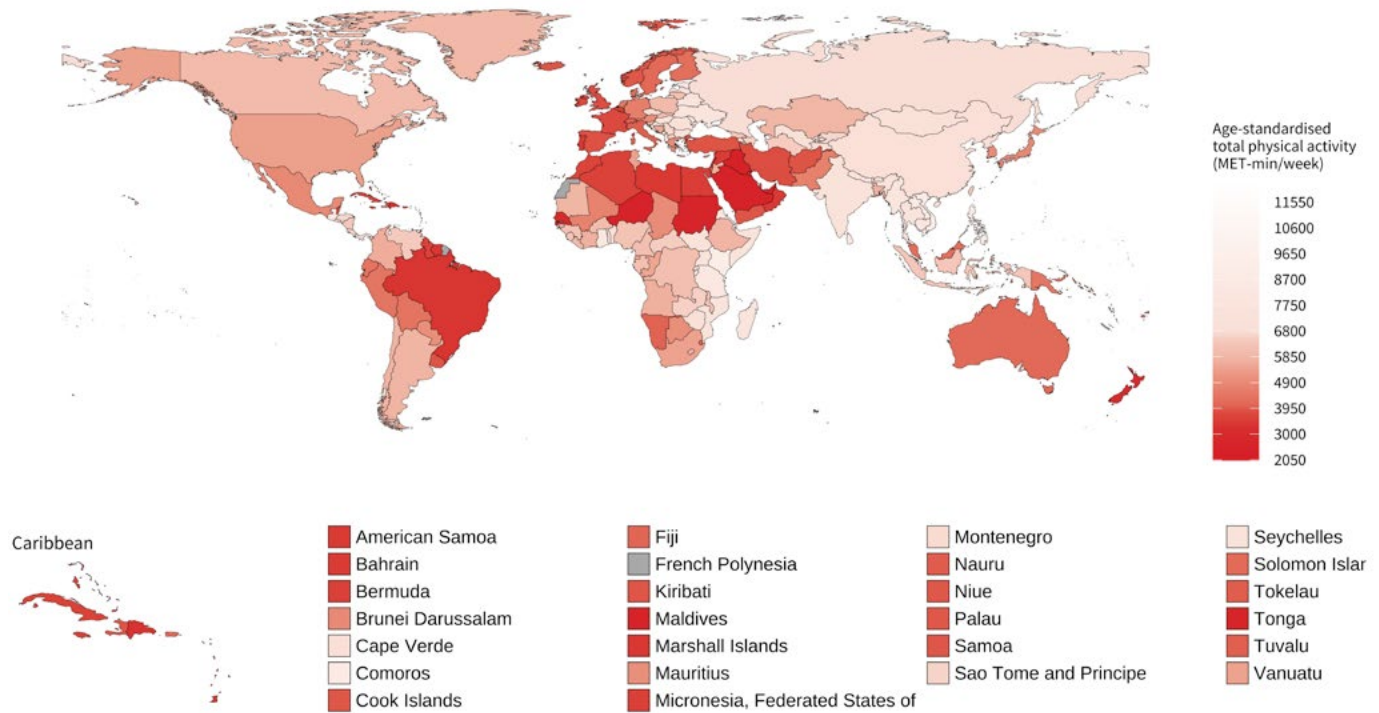 Age-standardised
total physical activity
(MET-min/week)
11550
10600
9650
8700
7750
6800
5850
4900
3950
3000
2050
Caribbean
American Samoa
Bahrain
Bermuda
Brunei Darussalam
Cape Verde
Comoros
Cook Islands
Fiji
French Polynesia
Kiribati
Maldives
Marshall Islands
Mauritius
Micronesia, Federated States of
Montenegro
Nauru
Niue
Palau
Samoa
Sao Tome and Principe
Seychelles
Solomon Islar
Tokelau
Tonga
Tuvalu
Vanuatu